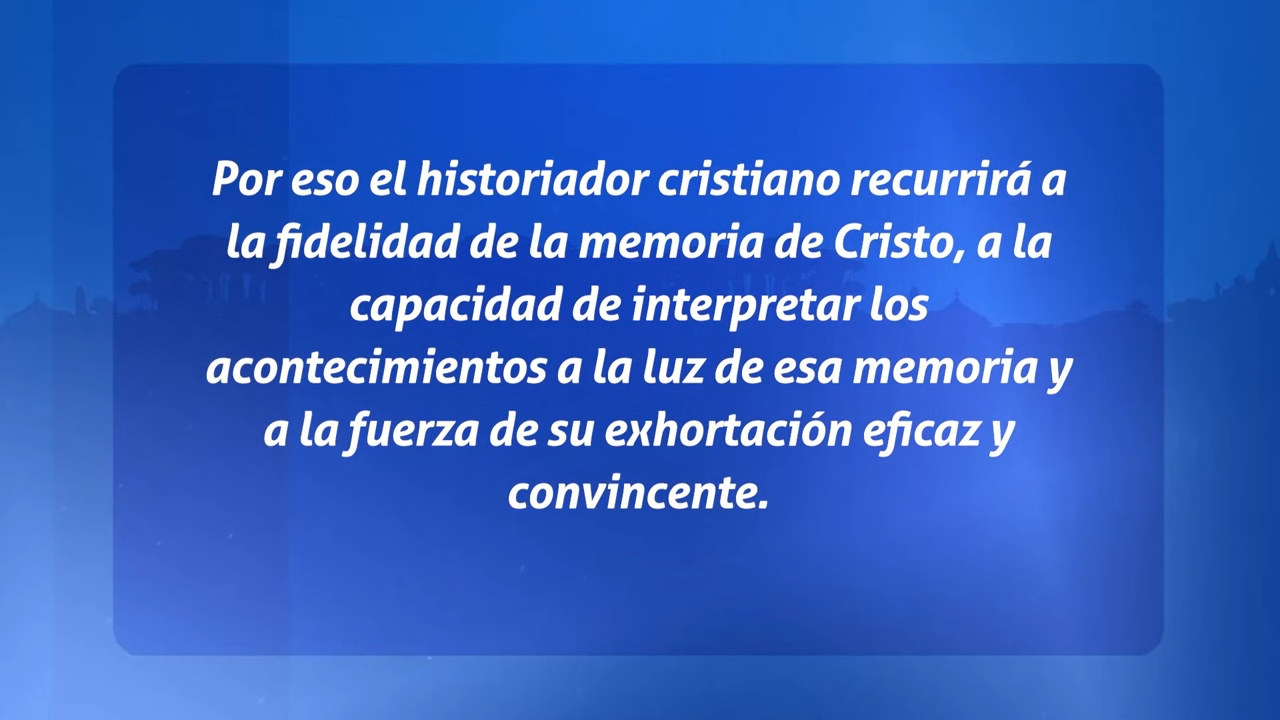 Por eso el historiador cristiano recurrirá a
la fidelidad de la memoria de Cristo, a la
capacidad de interpretar los
acontecimientos a la luz de esa memoria y
a la fuerza de su exhortación eficaz y
convincente.